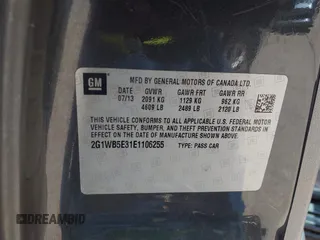 GM
MFD BY GENERAL MOTORS OF CANADA LTD.
DATE GVWR GAWR FRT GAWR RR
07/13 2091 KG 1129 KG 962 KG
4609 LB 2489 LB 2120 LB
THIS VEHICLE CONFORMS TO ALL APPLICABLE U.S. FEDERAL MOTOR VEHICLE
SAFETY, BUMPER, AND THEFT PREVENTION STANDARDS IN
EFFECT ON THE DATE OF MANUFACTURE SHOWN ABOVE.
2G1WB5E31E1106255 TYPE: PASS CAR
DREAMBID